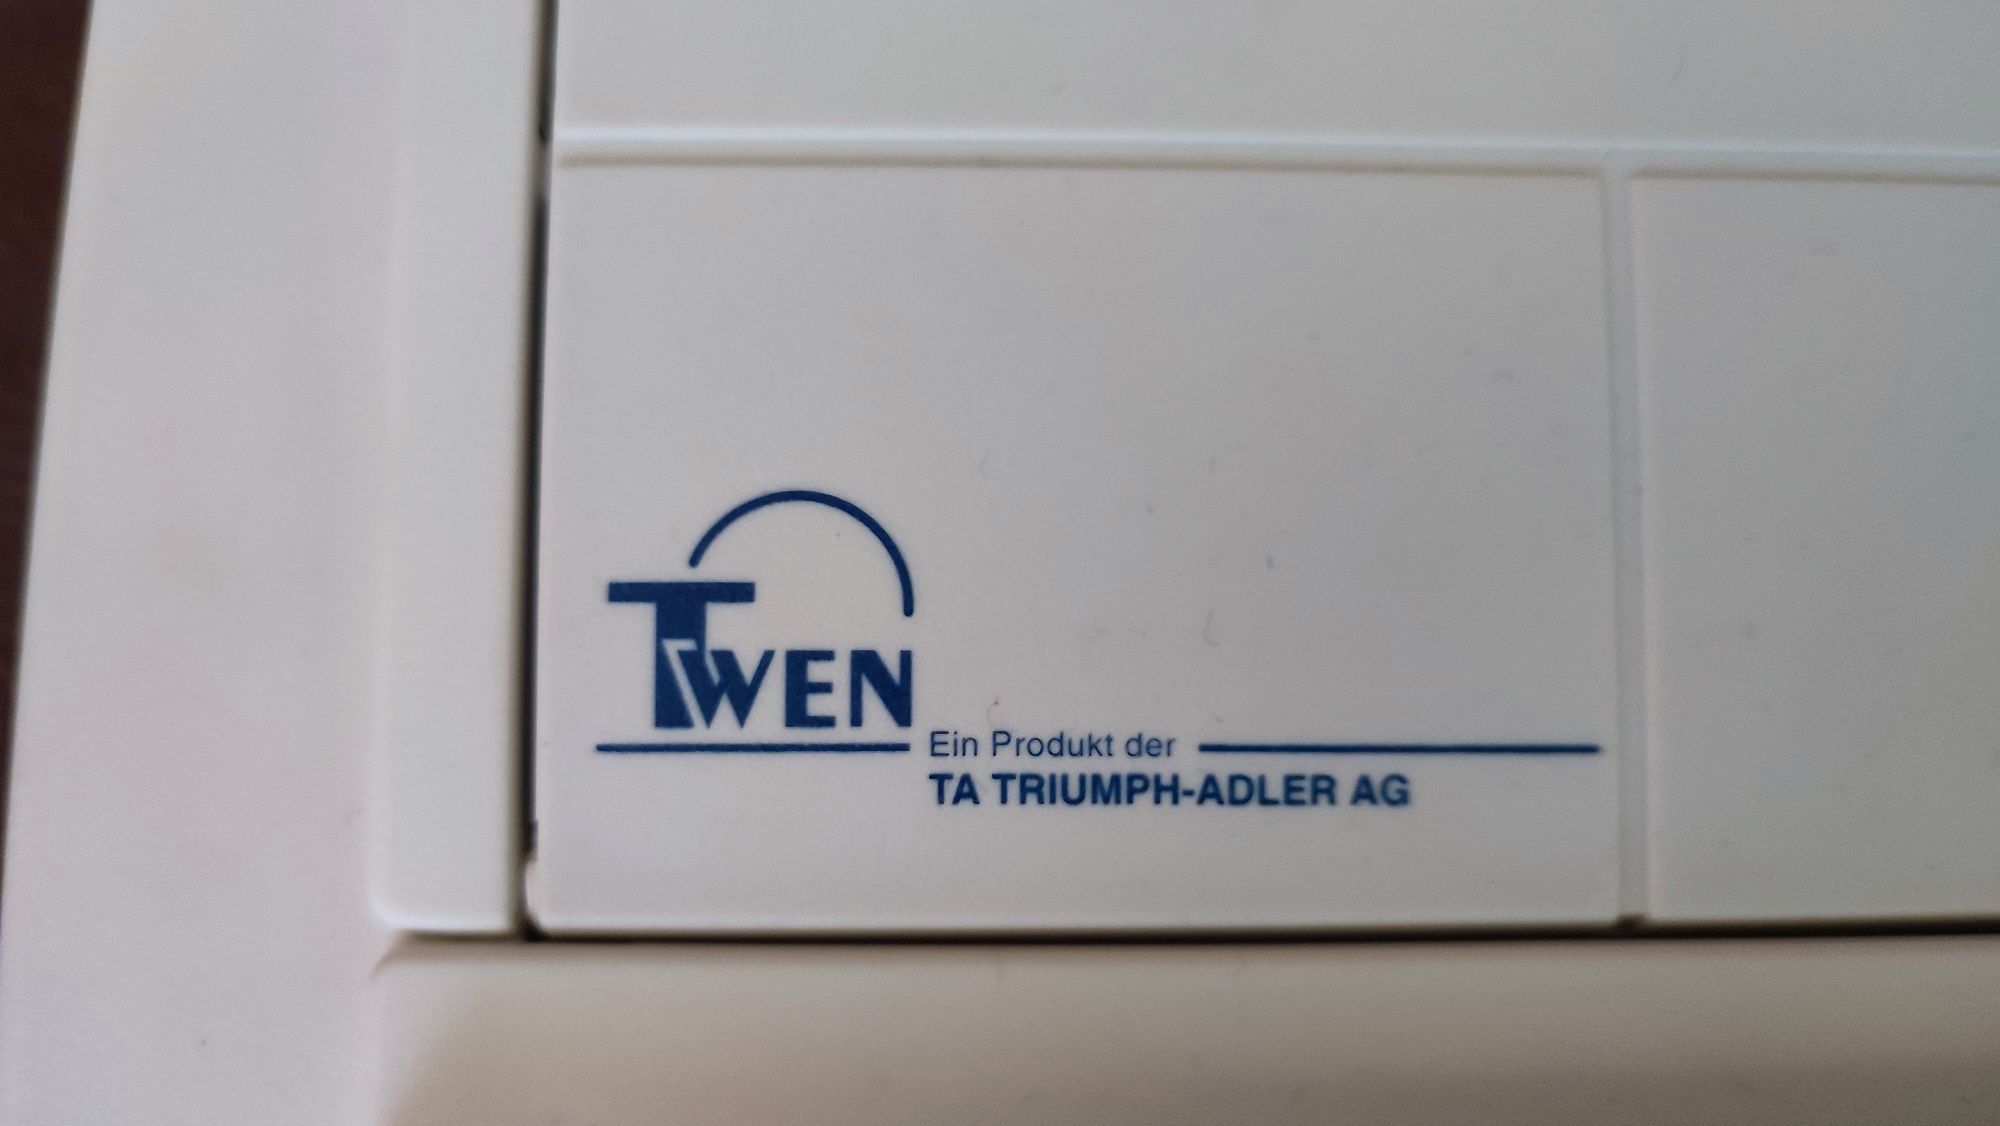 TWEN
Ein Produkt der
TA TRIUMPH-ADLER AG